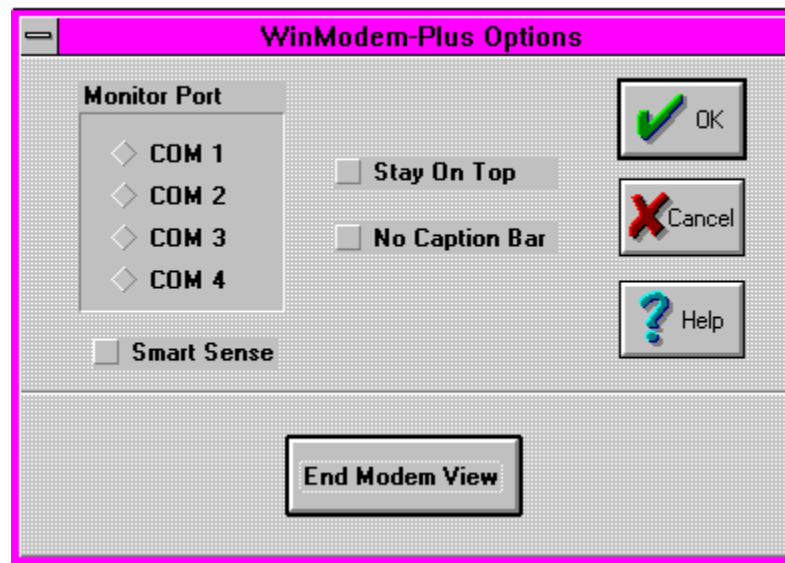 WinModem-Plus Options
Monitor Port
COM 1
COM 2
COM 3
COM 4
Smart Sense
Stay On Top
No Caption Bar
OK
Cancel
Help
End Modem View